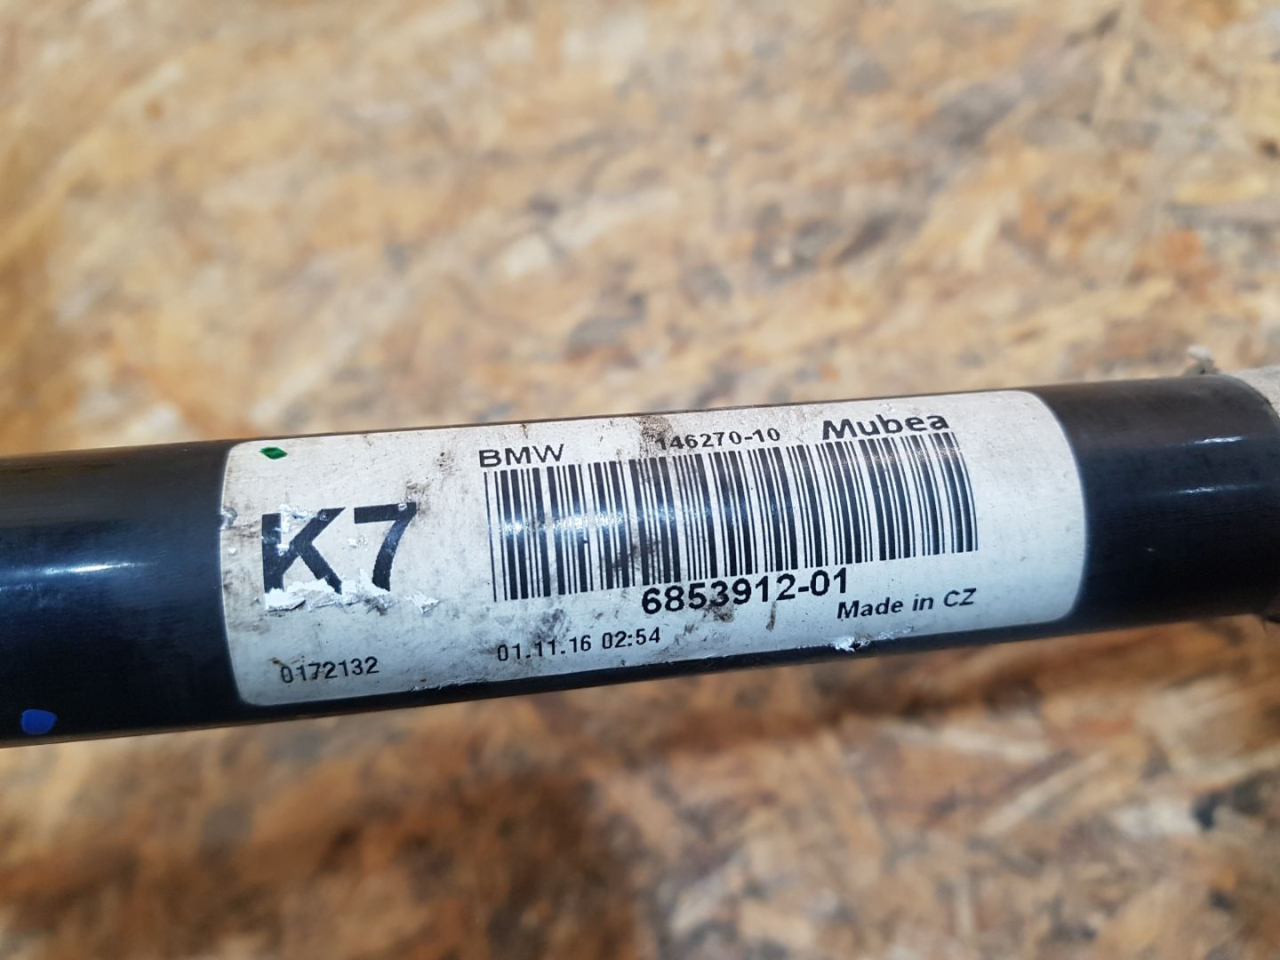 BMW 146270-10 Mubea
K7
6853912-01
Made in CZ
01.11.16 02:54
0172132